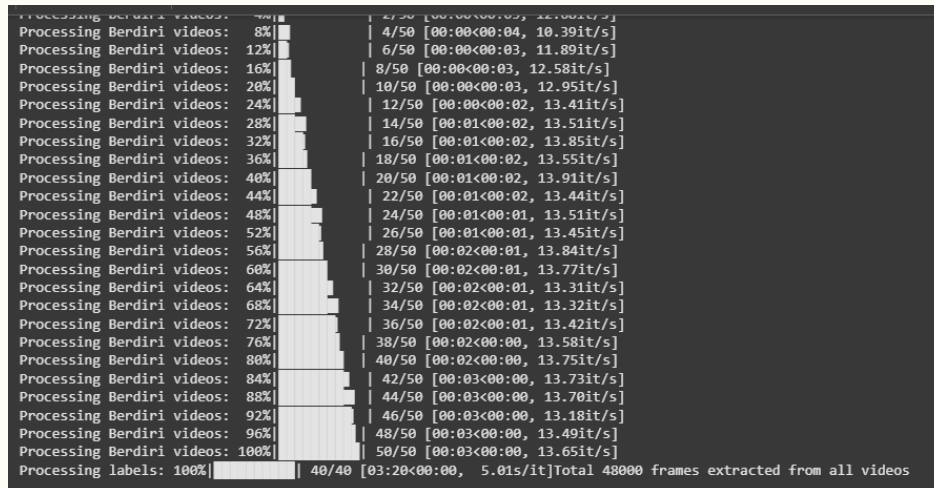 Processing Berdiri videos: 4%| | 2/50 [00:00<00:03, 12.68it/s]
Processing Berdiri videos: 8%| | 4/50 [00:00<00:04, 10.39it/s]
Processing Berdiri videos: 12%| | 6/50 [00:00<00:03, 11.89it/s]
Processing Berdiri videos: 16%| | 8/50 [00:00<00:03, 12.58it/s]
Processing Berdiri videos: 20%| | 10/50 [00:00<00:03, 12.95it/s]
Processing Berdiri videos: 24%| | 12/50 [00:00<00:02, 13.41it/s]
Processing Berdiri videos: 28%| | 14/50 [00:01<00:02, 13.51it/s]
Processing Berdiri videos: 32%| | 16/50 [00:01<00:02, 13.85it/s]
Processing Berdiri videos: 36%| | 18/50 [00:01<00:02, 13.55it/s]
Processing Berdiri videos: 40%| | 20/50 [00:01<00:02, 13.91it/s]
Processing Berdiri videos: 44%| | 22/50 [00:01<00:02, 13.44it/s]
Processing Berdiri videos: 48%| | 24/50 [00:01<00:01, 13.51it/s]
Processing Berdiri videos: 52%| | 26/50 [00:01<00:01, 13.45it/s]
Processing Berdiri videos: 56%| | 28/50 [00:02<00:01, 13.84it/s]
Processing Berdiri videos: 60%| | 30/50 [00:02<00:01, 13.77it/s]
Processing Berdiri videos: 64%| | 32/50 [00:02<00:01, 13.31it/s]
Processing Berdiri videos: 68%| | 34/50 [00:02<00:01, 13.32it/s]
Processing Berdiri videos: 72%| | 36/50 [00:02<00:01, 13.42it/s]
Processing Berdiri videos: 76%| | 38/50 [00:02<00:00, 13.58it/s]
Processing Berdiri videos: 80%| | 40/50 [00:02<00:00, 13.75it/s]
Processing Berdiri videos: 84%| | 42/50 [00:03<00:00, 13.73it/s]
Processing Berdiri videos: 88%| | 44/50 [00:03<00:00, 13.70it/s]
Processing Berdiri videos: 92%| | 46/50 [00:03<00:00, 13.18it/s]
Processing Berdiri videos: 96%| | 48/50 [00:03<00:00, 13.49it/s]
Processing Berdiri videos: 100%| | 50/50 [00:03<00:00, 13.65it/s]
Processing labels: 100%| | 40/40 [03:20<00:00, 5.01s/it]Total 48000 frames extracted from all videos